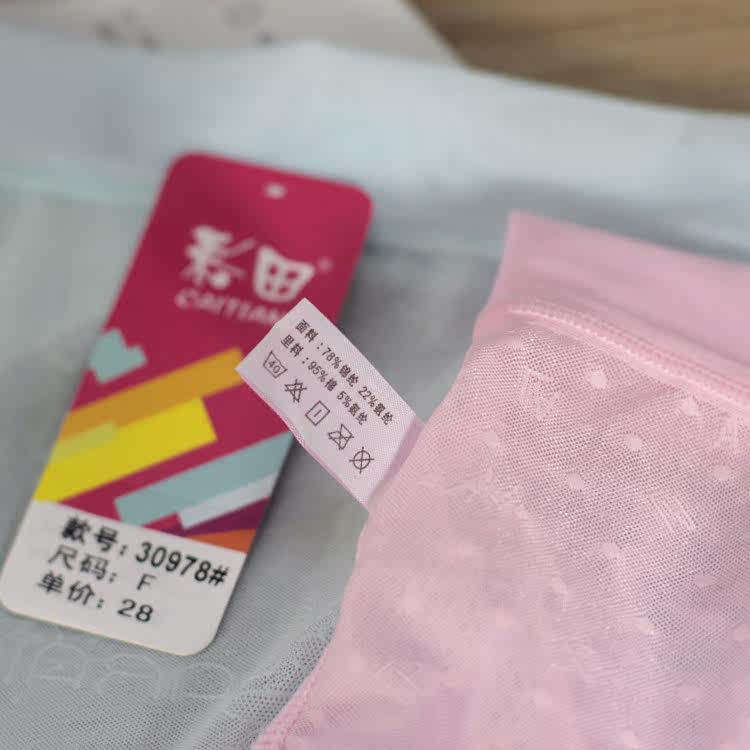 彩田
CAITIAN
款号：30978#
尺码：F
单价：28
面料：78%锦纶 22%氨纶
里料：95%棉 5%氨纶
40